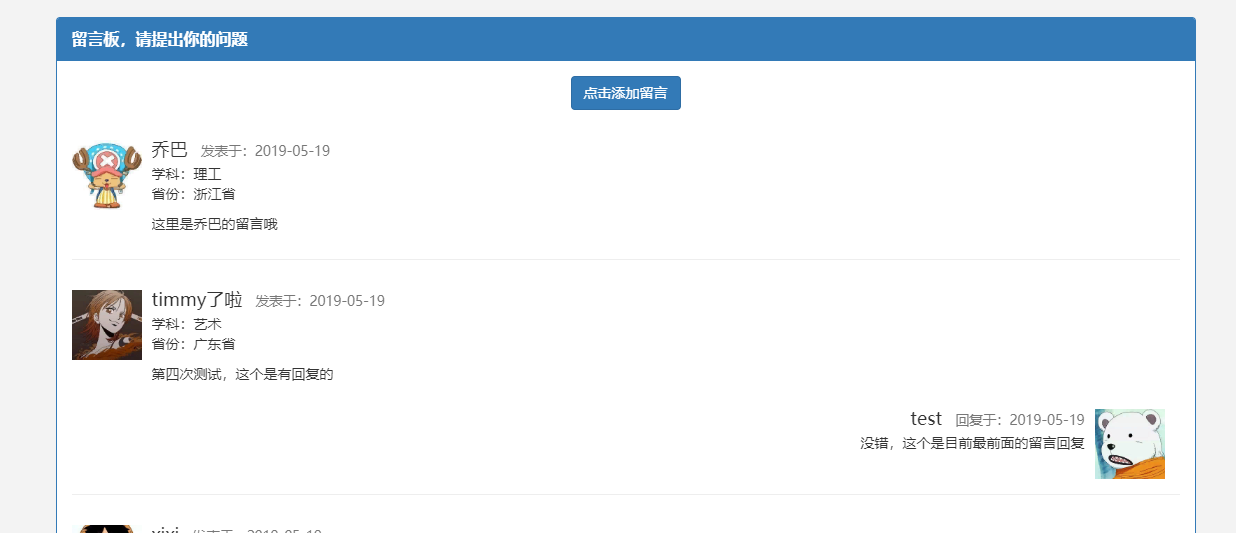 留言板，请提出你的问题
点击添加留言
乔巴 发表于：2019-05-19
学科：理工
省份：浙江省
这里是乔巴的留言哦
timmy了啦 发表于：2019-05-19
学科：艺术
省份：广东省
第四次测试，这个是有回复的
test 回复于：2019-05-19
没错，这个是目前最前面的留言回复
xixi 发表于：2019-05-19